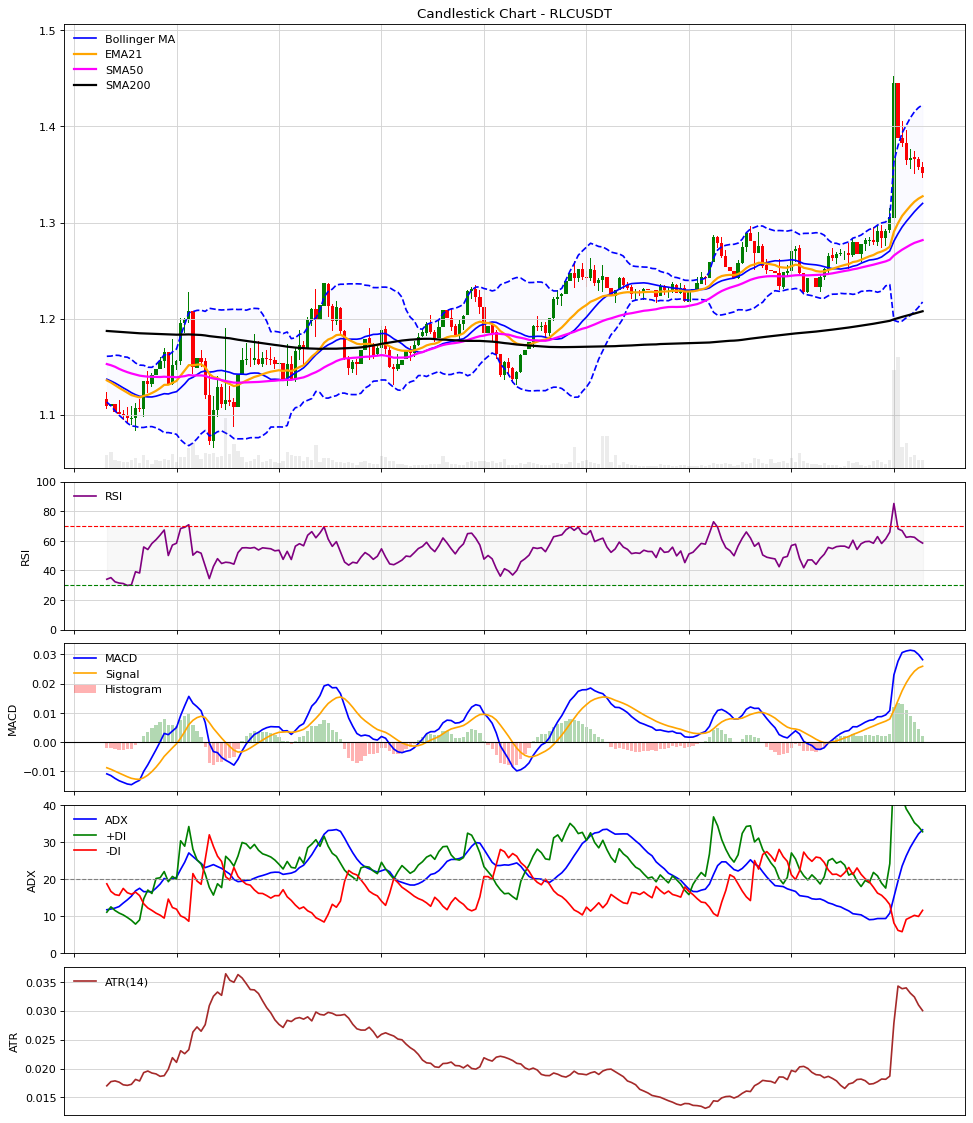 Candlestick Chart - RLCUSDT
1.5
1.4
1.3
1.2
1.1
Bollinger MA
EMA21
SMA50
SMA200
100
80
60
40
20
0
RSI
RSI
0.03
0.02
0.01
0.00
−0.01
MACD
MACD
Signal
Histogram
40
30
20
10
0
ADX
ADX
+DI
-DI
0.035
0.030
0.025
0.020
0.015
ATR
ATR(14)